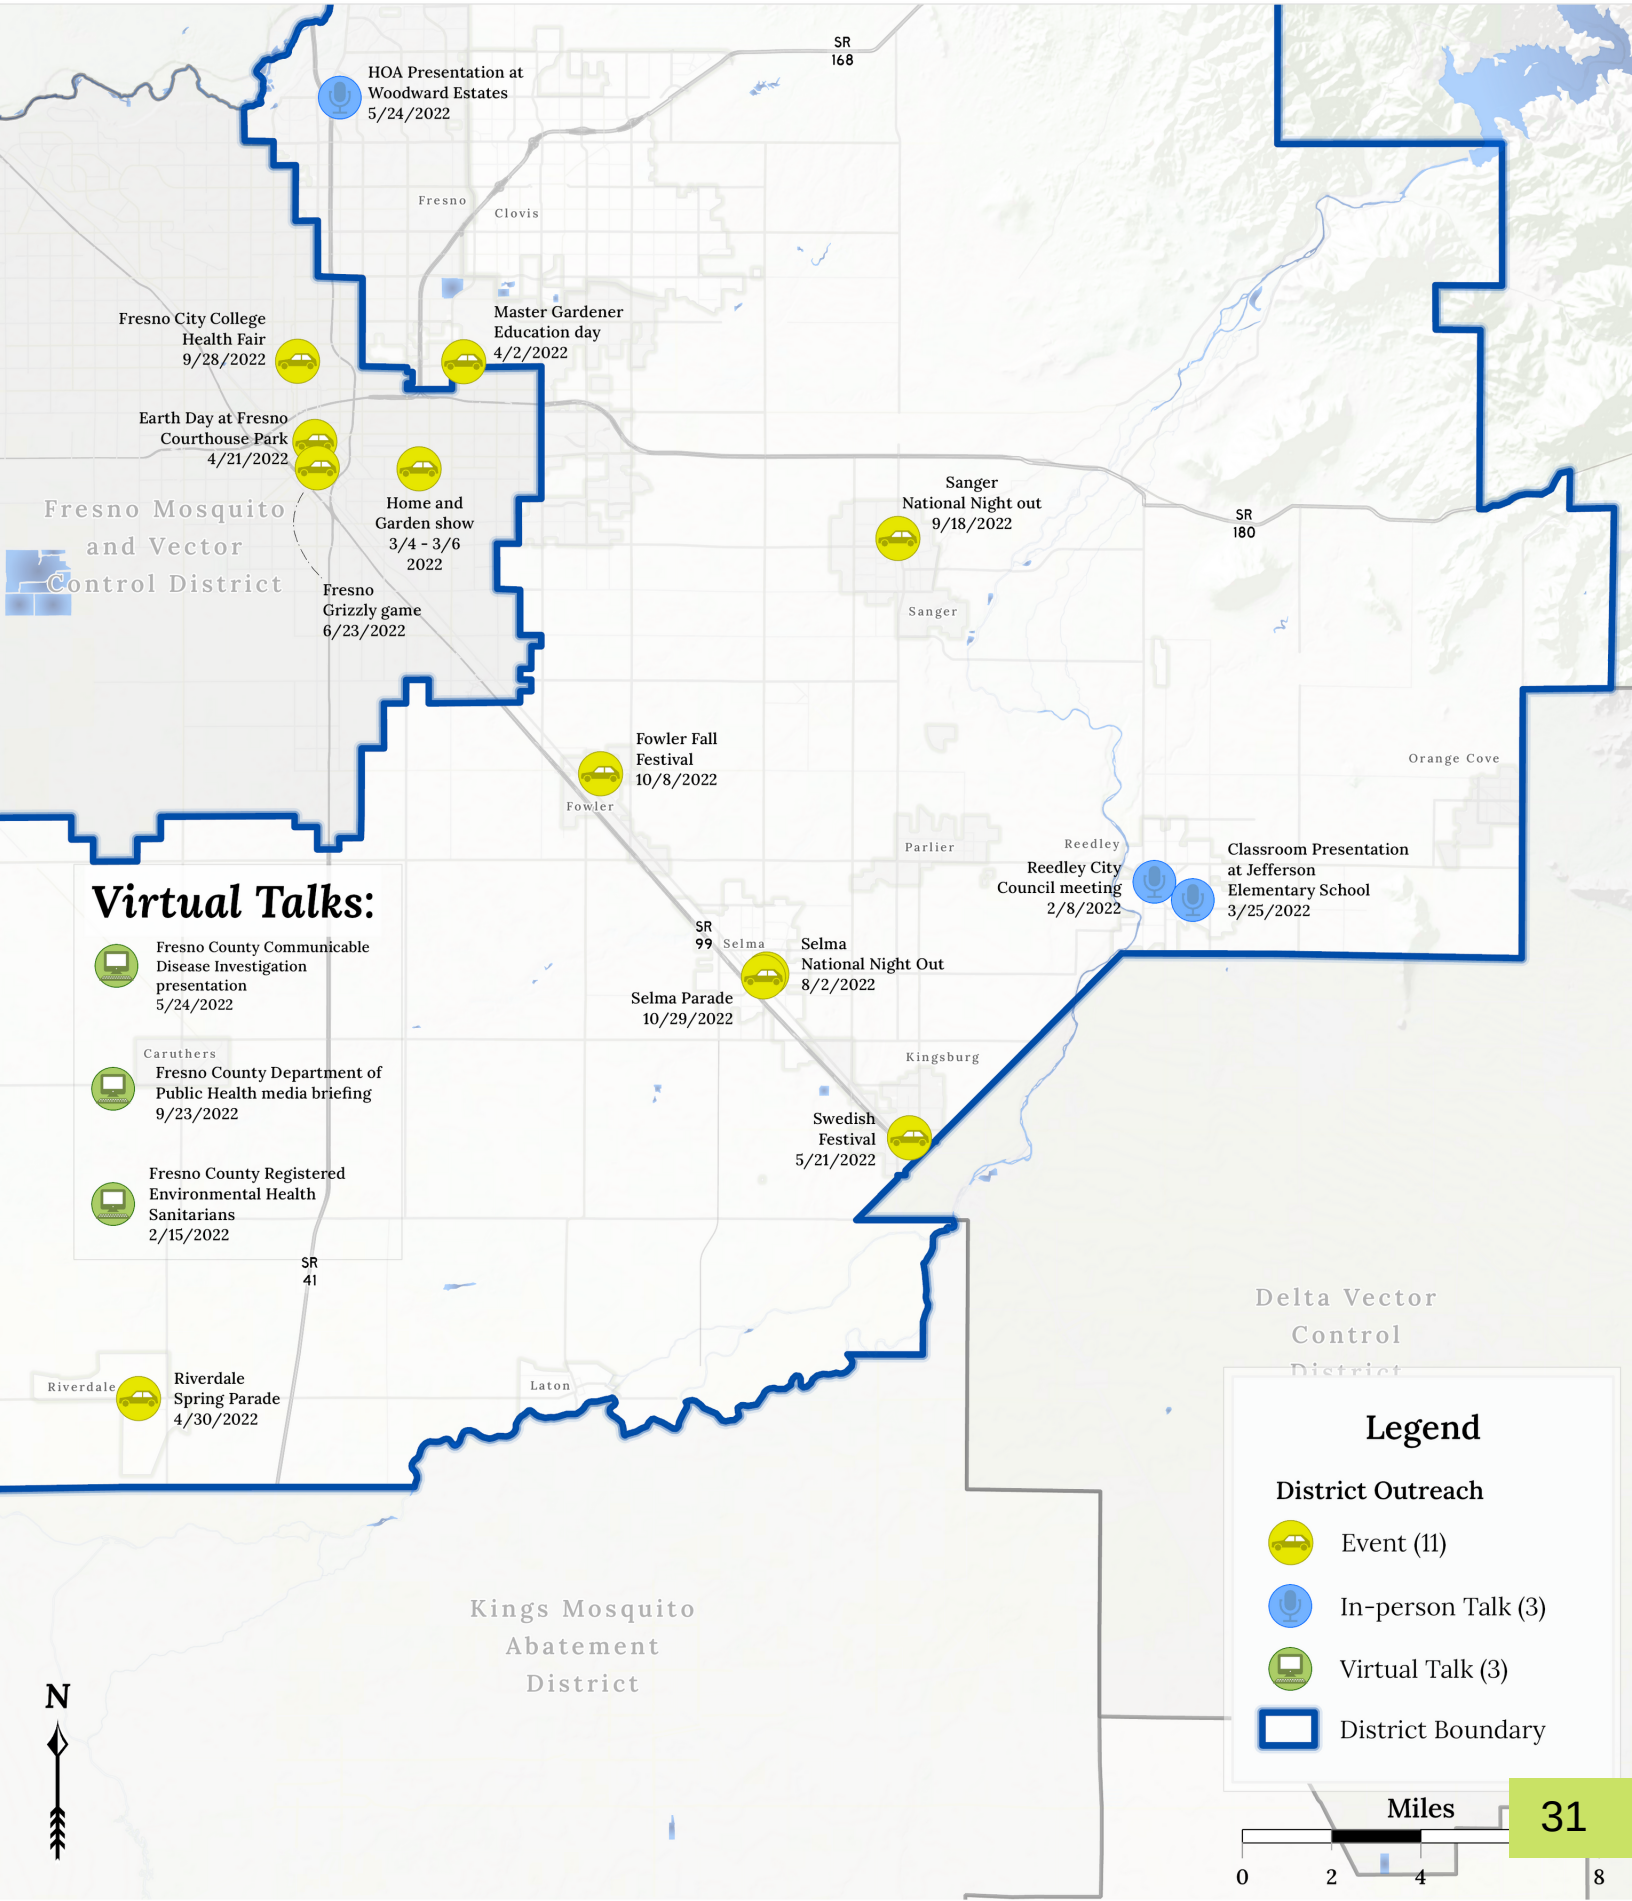 SR
168
HOA Presentation at
Woodward Estates
5/24/2022
Fresno
Clovis
Fresno City College
Health Fair
9/28/2022
Master Gardener
Education day
4/2/2022
Earth Day at Fresno
Courthouse Park
4/21/2022
Home and
Garden show
3/4 - 3/6
2022
Fresno Mosquito
and Vector
Control District
Fresno
Grizzly game
6/23/2022
Sanger
National Night out
9/18/2022
Sanger
SR
180
Fowler Fall
Festival
10/8/2022
Fowler
Orange Cove
Parlier
Reedley
Reedley City
Council meeting
2/8/2022
Classroom Presentation
at Jefferson
Elementary School
3/25/2022
SR
99
Selma
Selma
National Night Out
8/2/2022
Selma Parade
10/29/2022
Kingsburg
Swedish
Festival
5/21/2022
Virtual Talks:
Fresno County Communicable
Disease Investigation
presentation
5/24/2022
Caruthers
Fresno County Department of
Public Health media briefing
9/23/2022
Fresno County Registered
Environmental Health
Sanitarians
2/15/2022
SR
41
Riverdale
Riverdale
Spring Parade
4/30/2022
Laton
Delta Vector
Control
District
Kings Mosquito
Abatement
District
Legend
District Outreach
Event (11)
In-person Talk (3)
Virtual Talk (3)
District Boundary
N
Miles
0 2 4 8
31